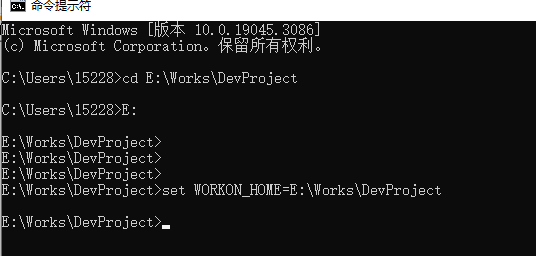 命令提示符
Microsoft Windows [版本 10.0.19045.3086]
(c) Microsoft Corporation。保留所有权利。
C:\Users\15228>cd E:\Works\DevProject
C:\Users\15228>E:
E:\Works\DevProject>
E:\Works\DevProject>
E:\Works\DevProject>
E:\Works\DevProject>set WORKON_HOME=E:\Works\DevProject
E:\Works\DevProject>